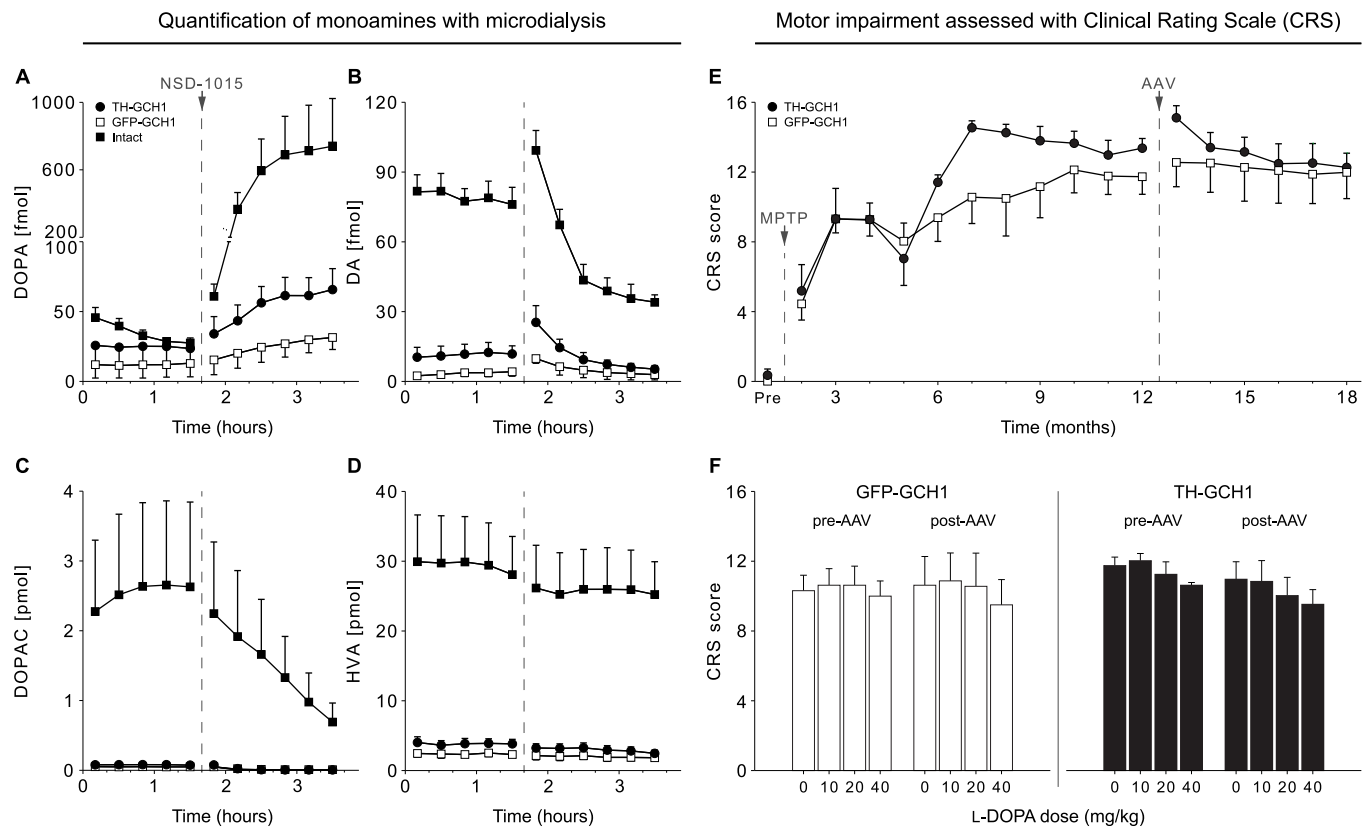 Quantification of monoamines with microdialysis
Motor impairment assessed with Clinical Rating Scale (CRS)
A
NSD-1015
TH-GCH1
GFP-GCH1
Intact
DOPA [fmol]
1000
600
200
100
50
0
0 1 2 3
Time (hours)
B
DA [fmol]
120
90
60
30
0
0 1 2 3
Time (hours)
E
TH-GCH1
GFP-GCH1
MPTP
AAV
CRS score
16
12
8
4
0
Pre 3 6 9 12 15 18
Time (months)
C
DOPAC [pmol]
4
3
2
1
0
0 1 2 3
Time (hours)
D
HVA [pmol]
40
30
20
10
0
0 1 2 3
Time (hours)
F
GFP-GCH1
TH-GCH1
pre-AAV post-AAV
pre-AAV post-AAV
CRS score
16
12
8
4
0
0 10 20 40 0 10 20 40
0 10 20 40 0 10 20 40
L-DOPA dose (mg/kg)